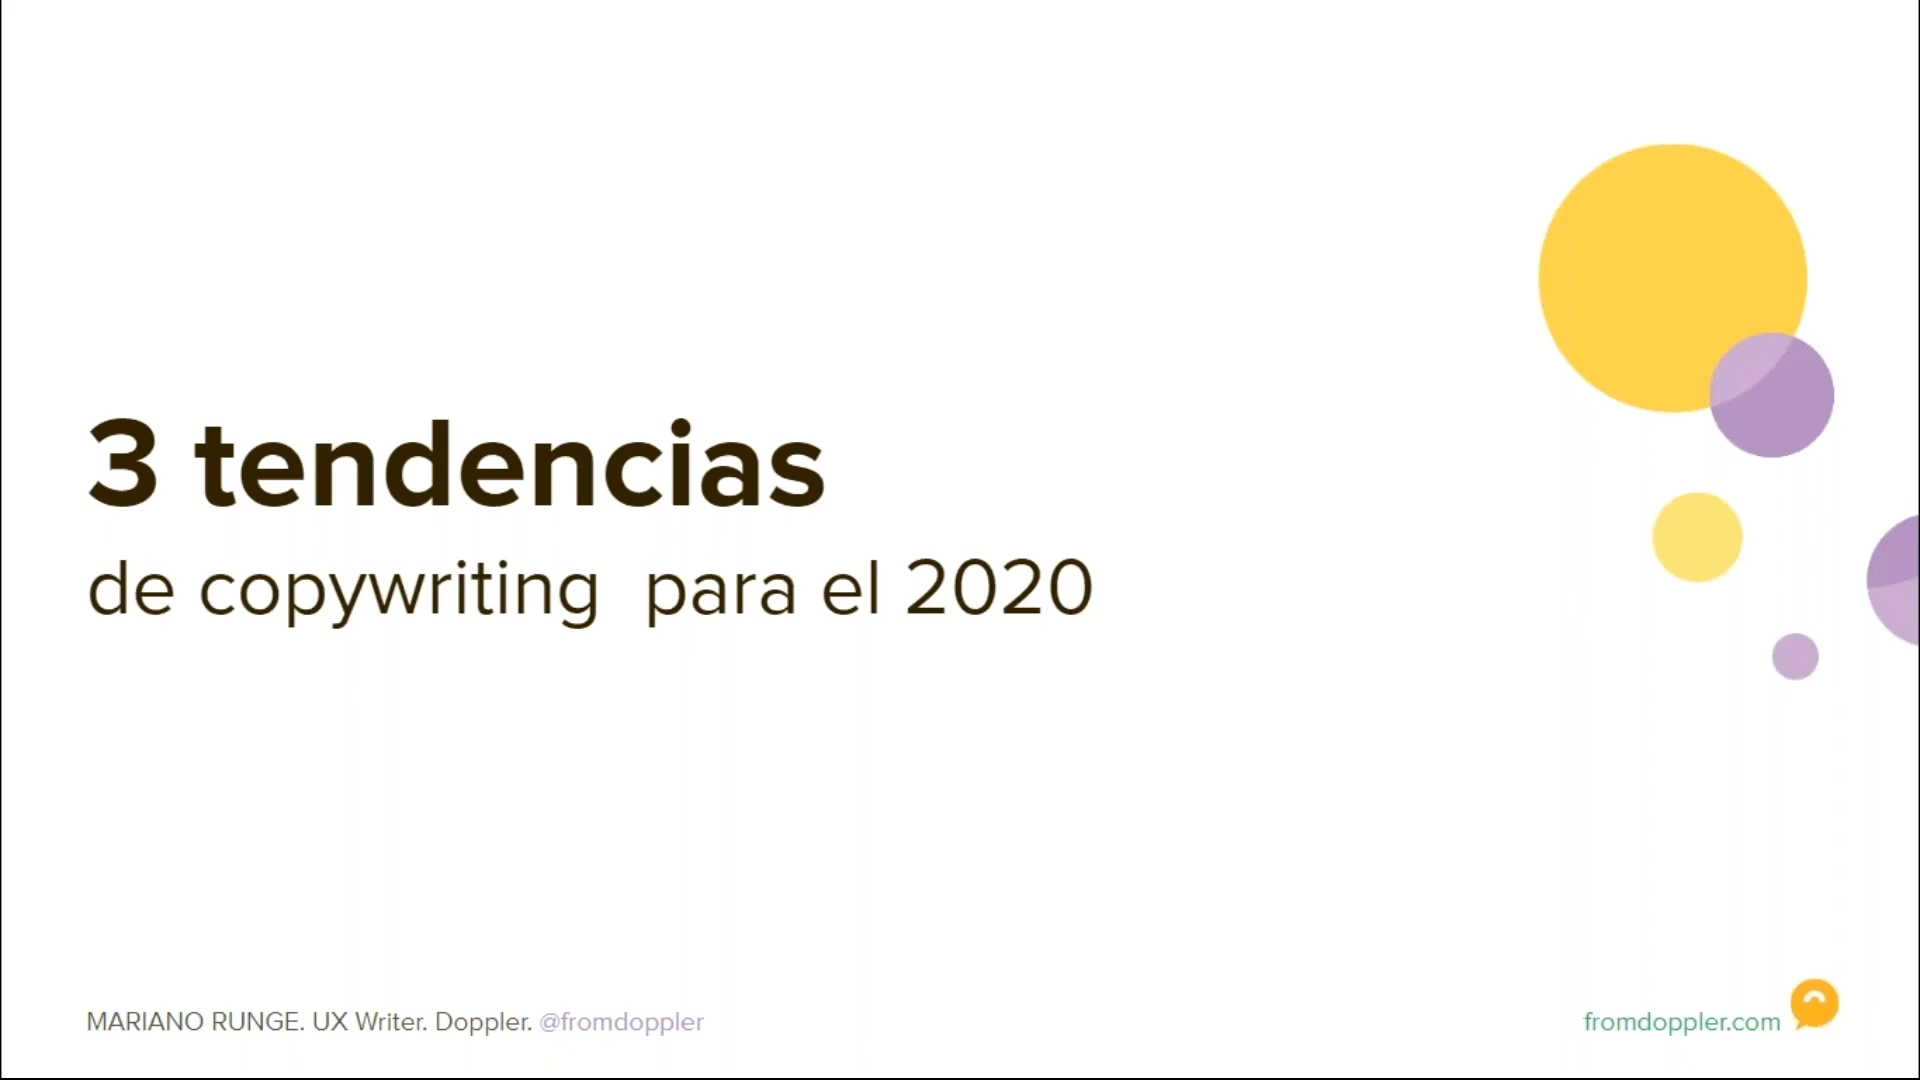 3 tendencias
de copywriting  para el 2020
MARIANO RUNGE. UX Writer. Doppler. @fromdoppler
fromdoppler.com